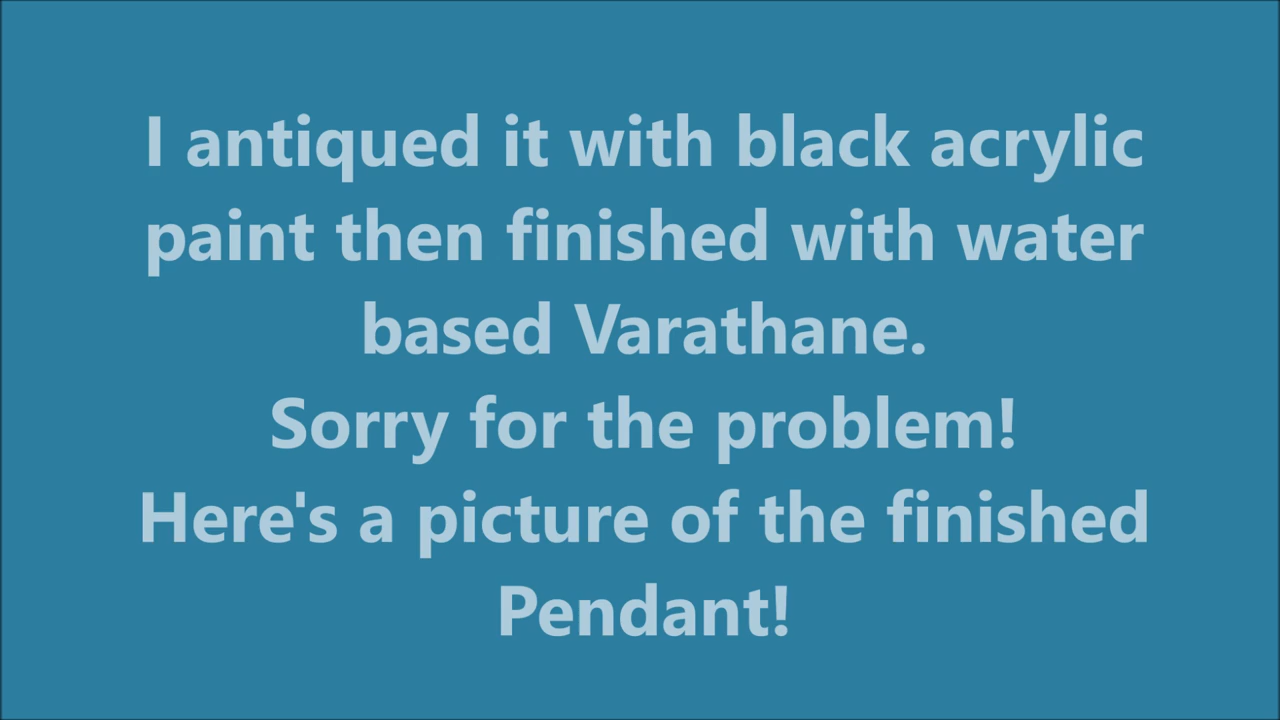 I antiqued it with black acrylic
paint then finished with water
based Varathane.
Sorry for the problem!
Here's a picture of the finished
Pendant!